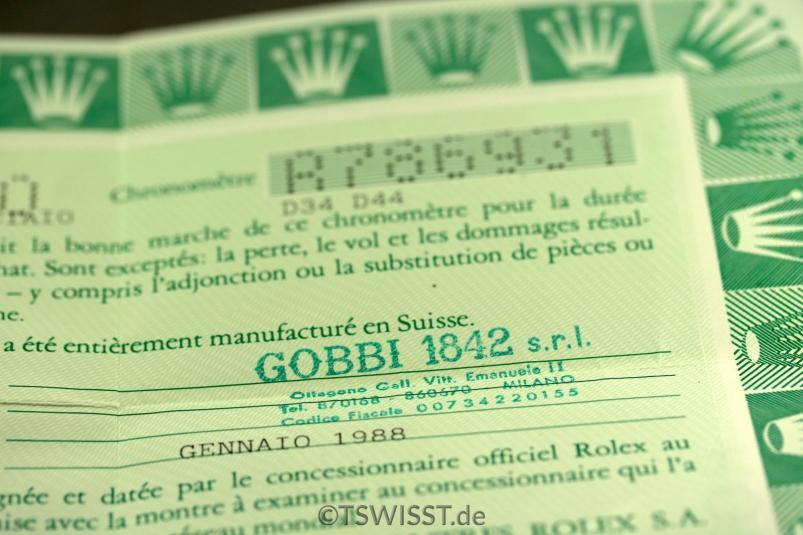 Chronomètre R786931
D34 D44
it la bonne marche de ce chronomètre pour la durée
hat. Sont exceptés: la perte, le vol et les dommages résul-
– y compris l'adjonction ou la substitution de pièces ou
ne.
a été entièrement manufacturé en Suisse.
GOBBI 1842 s.r.l.
Ottagono Gall. Vitt. Emanuele II
Tel. 870168 - 860670 - MILANO
Codice Fiscale 00734220155
GENNAIO 1988
gnée et datée par le concessionnaire officiel Rolex au
ise avec la montre à examiner au concessionnaire qui l'a
réseau mond
ROLEX S.A.
©TSWISST.de